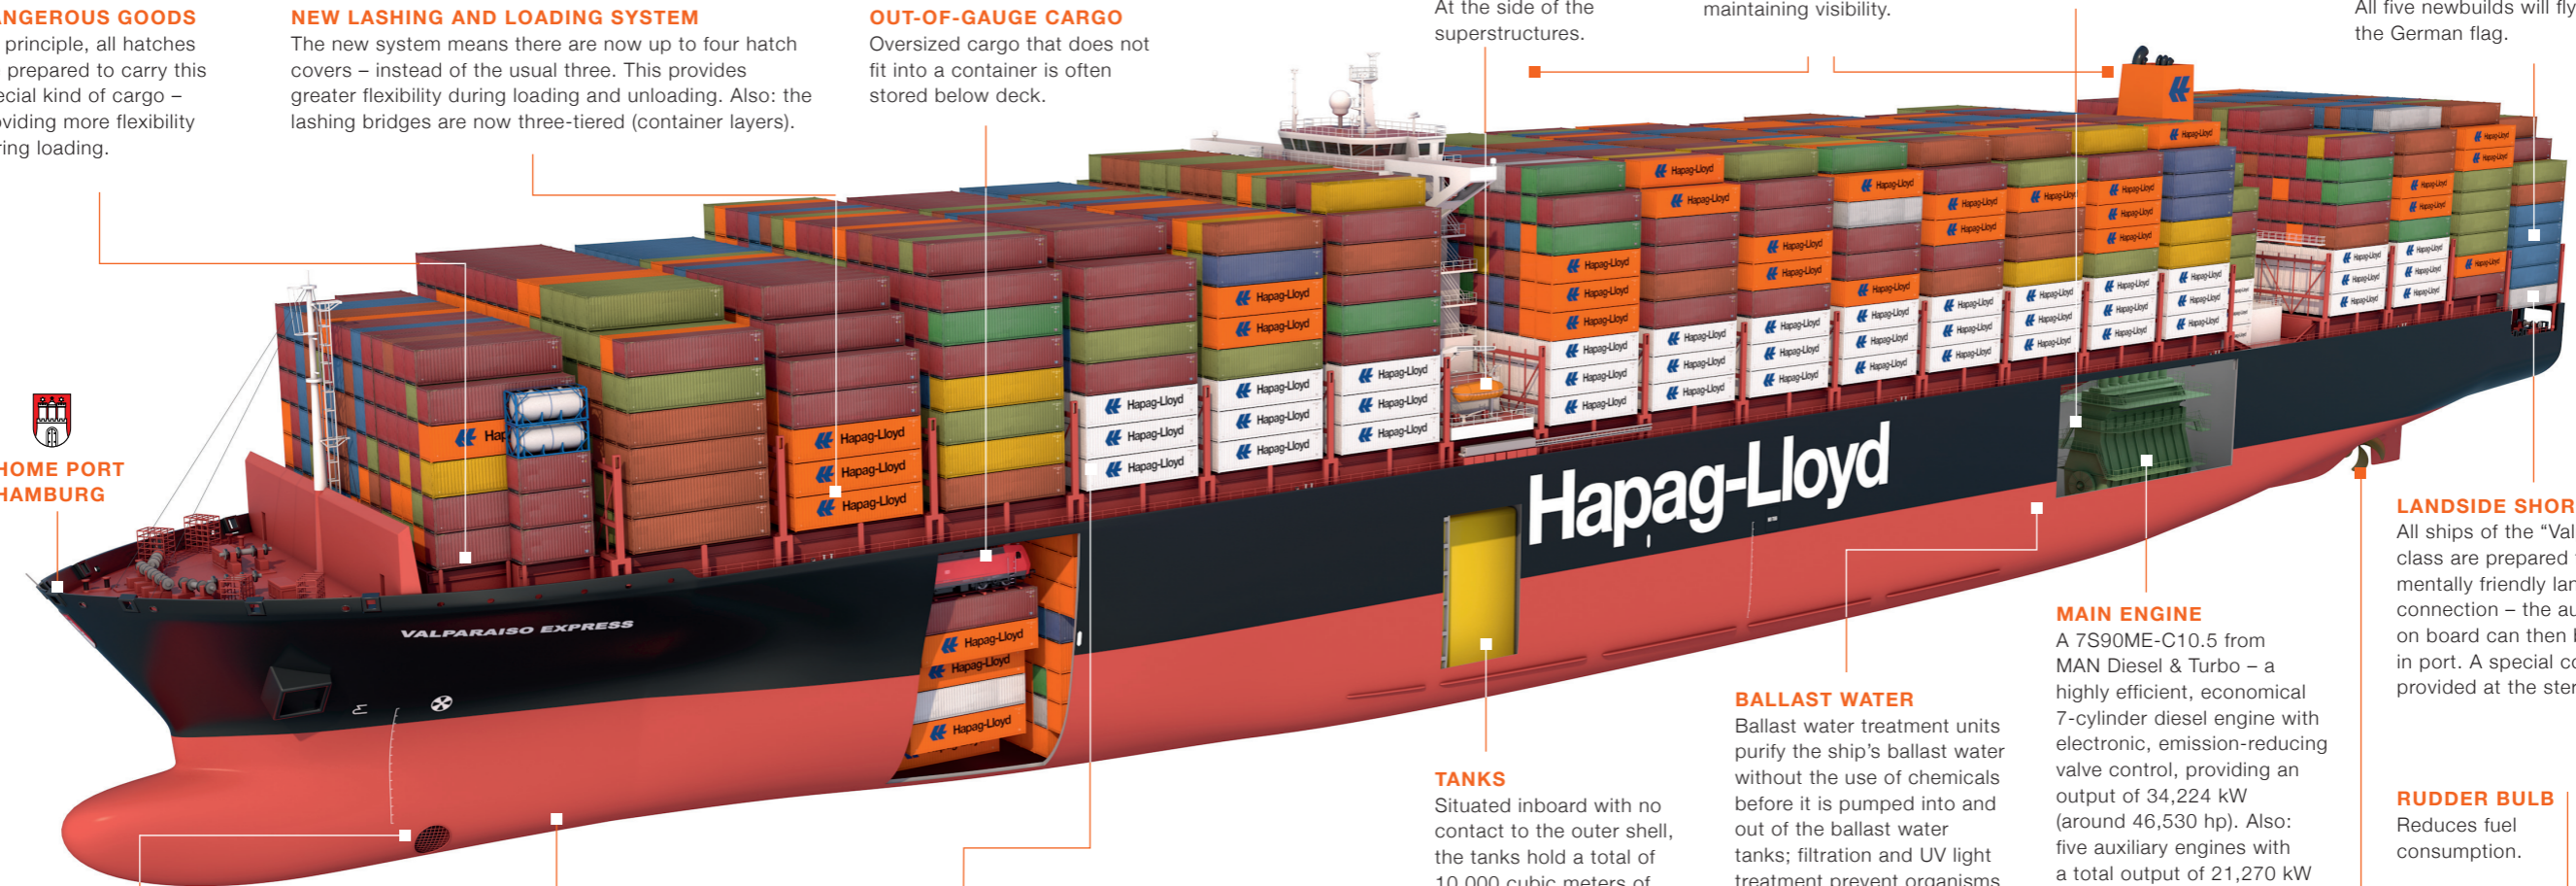 NGEROUS GOODS
principle, all hatches
prepared to carry this
ecial kind of cargo –
oviding more flexibility
ring loading.
NEW LASHING AND LOADING SYSTEM
The new system means there are now up to four hatch
covers – instead of the usual three. This provides
greater flexibility during loading and unloading. Also: the
lashing bridges are now three-tiered (container layers).
OUT-OF-GAUGE CARGO
Oversized cargo that does not
fit into a container is often
stored below deck.
At the side of the
superstructures.
maintaining visibility.
All five newbuilds will fly
the German flag.
HOME PORT
HAMBURG
Hapag-Lloyd
VALPARAISO EXPRESS
TANKS
Situated inboard with no
contact to the outer shell,
the tanks hold a total of
10,000 cubic meters of
BALLAST WATER
Ballast water treatment units
purify the ship's ballast water
without the use of chemicals
before it is pumped into and
out of the ballast water
tanks; filtration and UV light
treatment prevent organisms
MAIN ENGINE
A 7S90ME-C10.5 from
MAN Diesel & Turbo – a
highly efficient, economical
7-cylinder diesel engine with
electronic, emission-reducing
valve control, providing an
output of 34,224 kW
(around 46,530 hp). Also:
five auxiliary engines with
a total output of 21,270 kW
LANDSIDE SHOR
All ships of the “Val
class are prepared
mentally friendly lan
connection – the au
on board can then
in port. A special co
provided at the ster
RUDDER BULB
Reduces fuel
consumption.